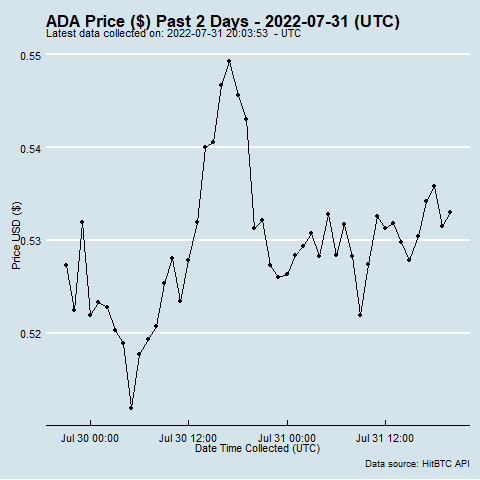 ADA Price ($) Past 2 Days - 2022-07-31 (UTC)
Latest data collected on: 2022-07-31 20:03:53 - UTC
0.55
0.54
0.53
0.52
Price USD ($)
Jul 30 00:00
Jul 30 12:00
Jul 31 00:00
Jul 31 12:00
Date Time Collected (UTC)
Data source: HitBTC API